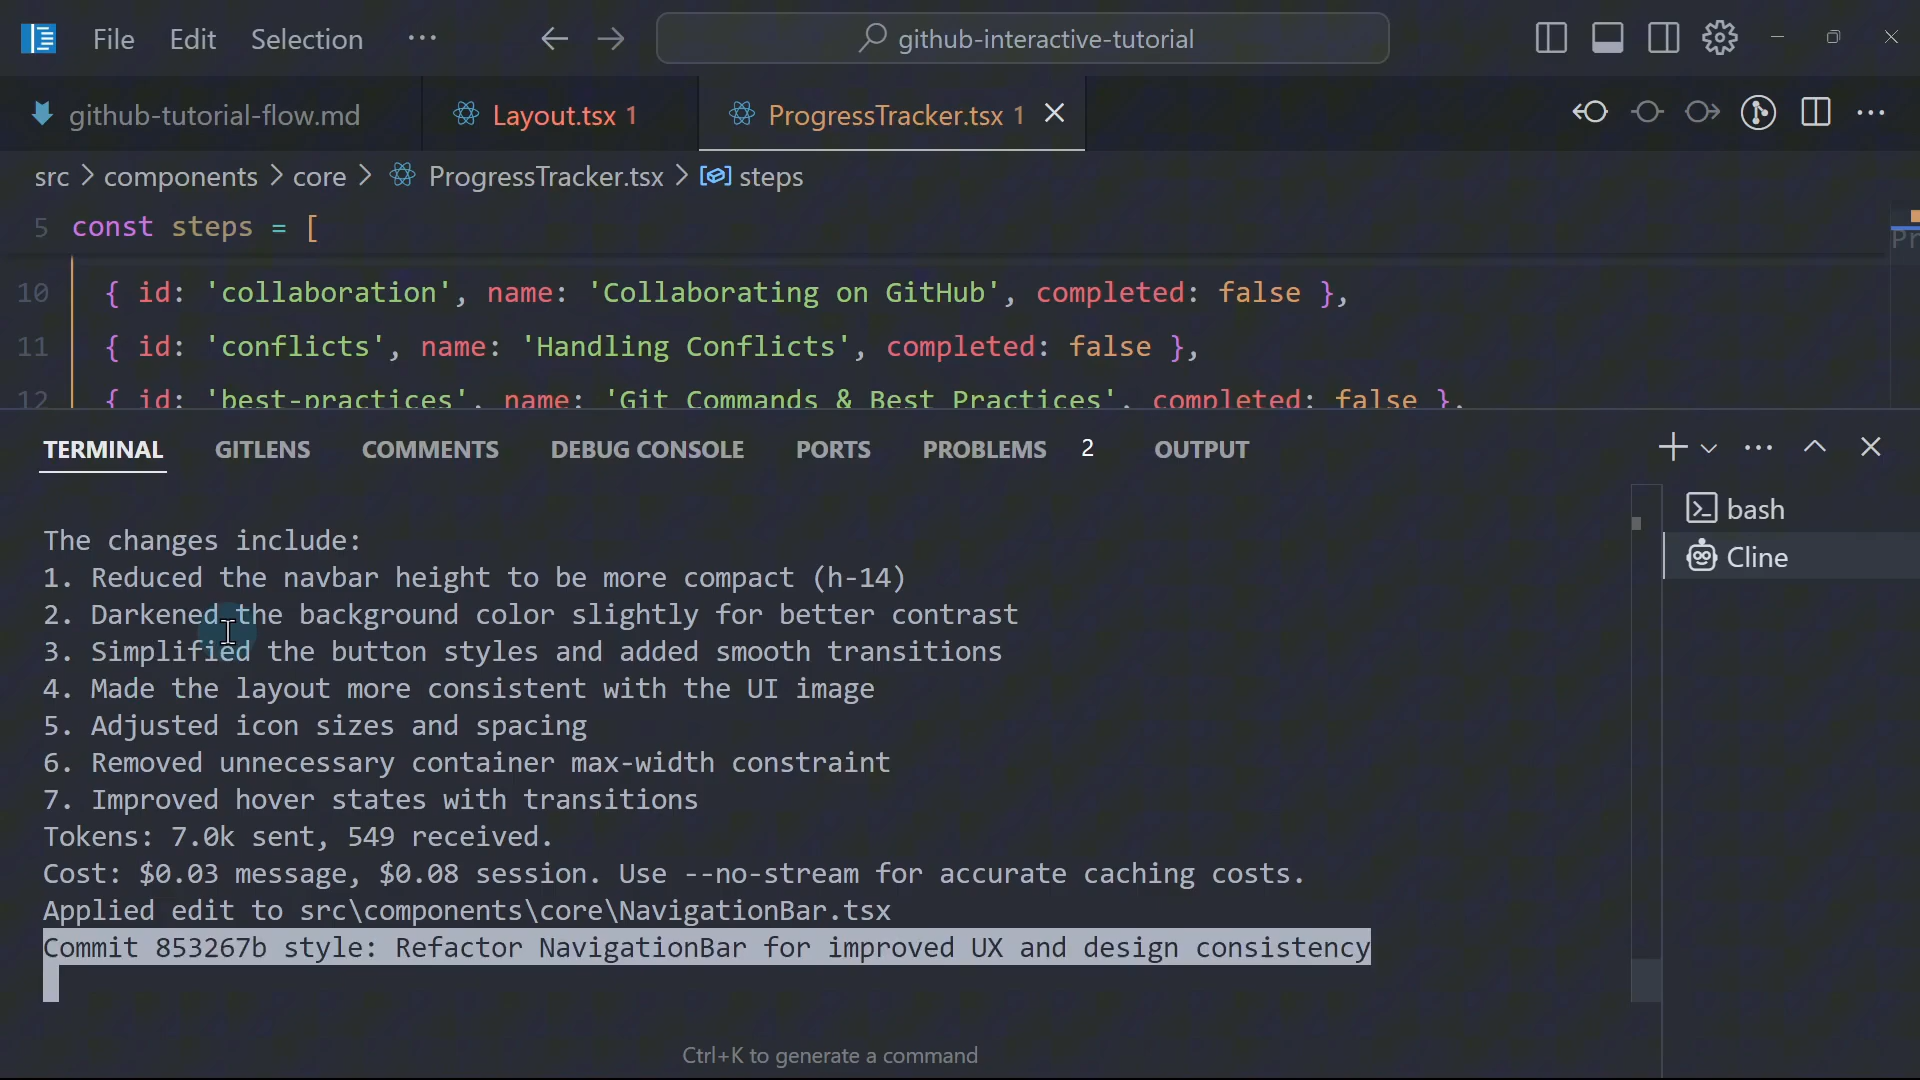 File Edit Selection ··· github-interactive-tutorial
github-tutorial-flow.md Layout.tsx 1 ProgressTracker.tsx 1
src > components > core > ProgressTracker.tsx > steps
5 const steps = [
10 { id: 'collaboration', name: 'Collaborating on GitHub', completed: false },
11 { id: 'conflicts', name: 'Handling Conflicts', completed: false },
12 { id: 'best-practices', name: 'Git Commands & Best Practices', completed: false },
TERMINAL GITLENS COMMENTS DEBUG CONSOLE PORTS PROBLEMS 2 OUTPUT
bash
Cline
The changes include:
1. Reduced the navbar height to be more compact (h-14)
2. Darkened the background color slightly for better contrast
3. Simplified the button styles and added smooth transitions
4. Made the layout more consistent with the UI image
5. Adjusted icon sizes and spacing
6. Removed unnecessary container max-width constraint
7. Improved hover states with transitions
Tokens: 7.0k sent, 549 received.
Cost: $0.03 message, $0.08 session. Use --no-stream for accurate caching costs.
Applied edit to src\components\core\NavigationBar.tsx
Commit 853267b style: Refactor NavigationBar for improved UX and design consistency
Ctrl+K to generate a command